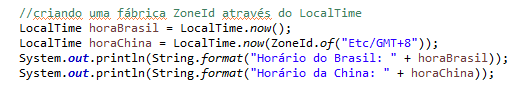 //criando uma fábrica ZoneId através do LocalTime
LocalTime horaBrasil = LocalTime.now();
LocalTime horaChina = LocalTime.now(ZoneId.of("Etc/GMT+8"));
System.out.println(String.format("Horário do Brasil: " + horaBrasil));
System.out.println(String.format("Horário da China: " + horaChina));